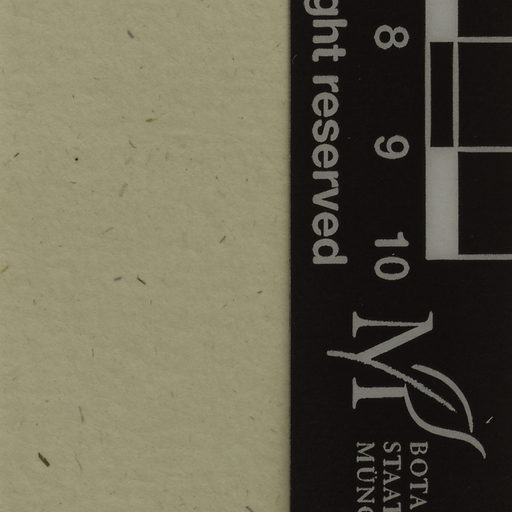 ght reserved
8
9
10
M
BOTA
STAAT
MÜNC